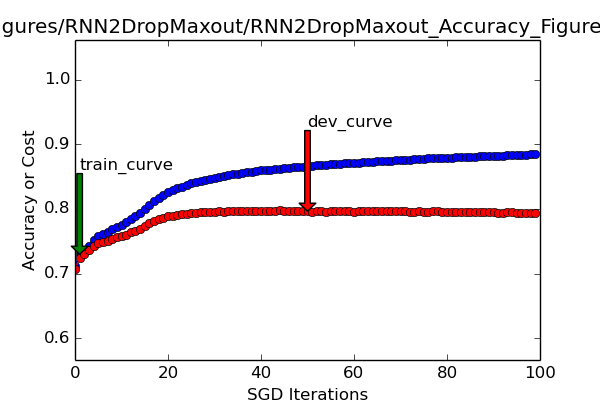 gures/RNN2DropMaxout/RNN2DropMaxout_Accuracy_Figure
1.0
0.9
0.8
0.7
0.6
train_curve
dev_curve
Accuracy or Cost
0 20 40 60 80 100
SGD Iterations